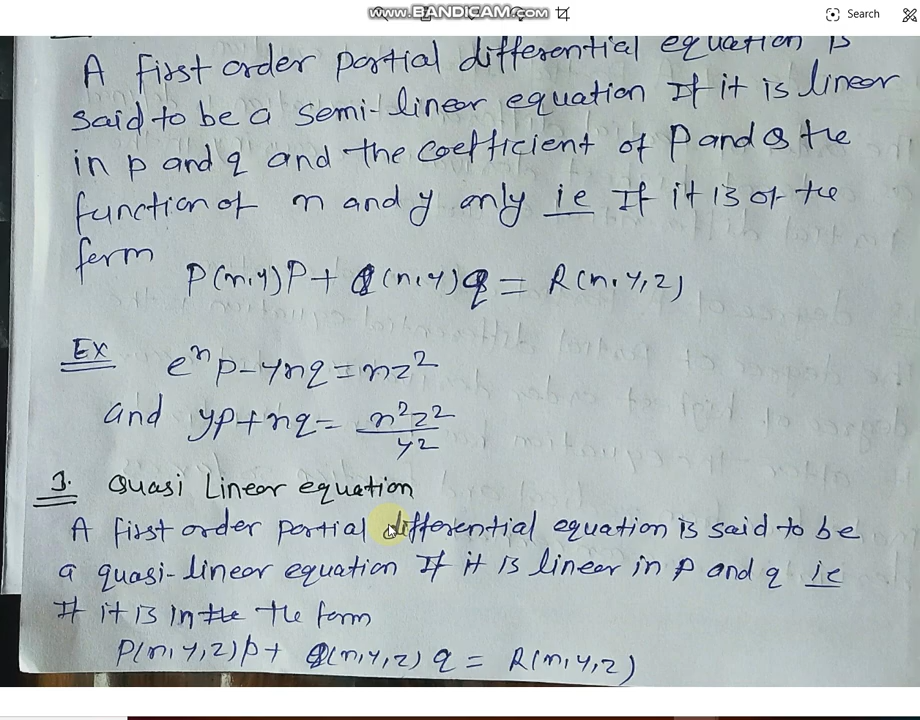 www.BANDICAM.com
Search
A first order partial differential equation is
said to be a semi-linear equation If it is linear
in p and q and the coefficient of P and Q the
function of x and y only ie If it is of the
form
P(x,y)P + Q(x,y)q = R(x,y,z)
Ex e^x p - yxq = xz^2
and yp + xq = x^2z^2/y^2
3. Quasi Linear equation
A first order partial differential equation is said to be
a quasi-linear equation If it is linear in p and q ie
If it is in the the form
P(x,y,z)p + Q(x,y,z)q = R(x,y,z)